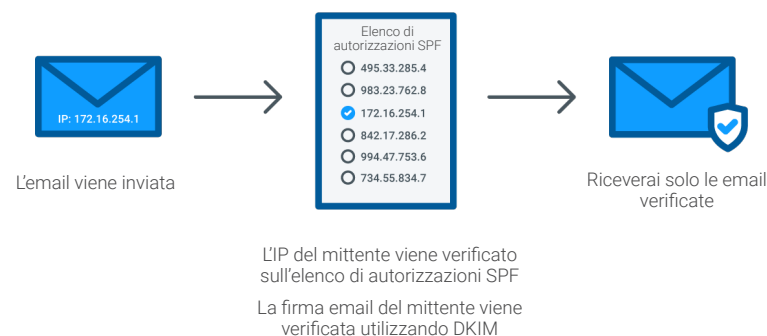 IP: 172.16.254.1
L'email viene inviata
Elenco di
autorizzazioni SPF
495.33.285.4
983.23.762.8
172.16.254.1
842.17.286.2
994.47.753.6
734.55.834.7
L'IP del mittente viene verificato
sull'elenco di autorizzazioni SPF
La firma email del mittente viene
verificata utilizzando DKIM
Riceverai solo le email
verificate